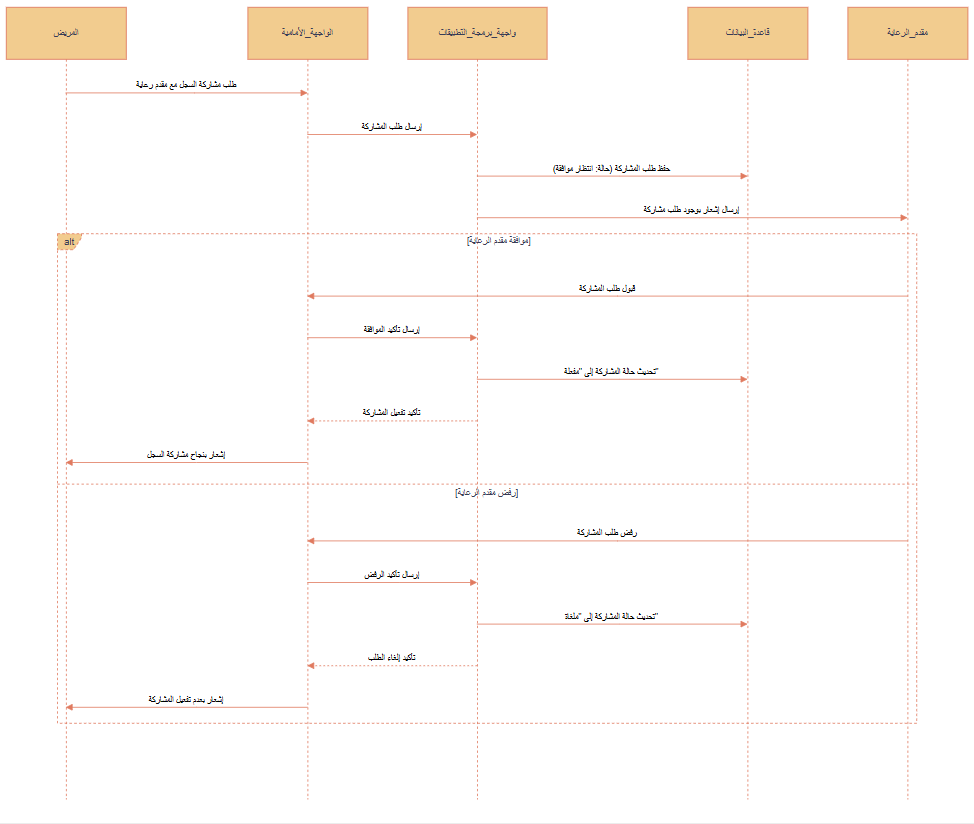 المريض
الواجهة_الأمامية
واجهة_برمجة_التطبيقات
قاعدة_البيانات
مقدم_الرعاية
طلب مشاركة السجل مع مقدم رعاية
إرسال طلب المشاركة
حفظ طلب المشاركة (حالة: انتظار موافقة)
إرسال إشعار بوجود طلب مشاركة
alt
[موافقة مقدم الرعاية]
قبول طلب المشاركة
إرسال تأكيد الموافقة
تحديث حالة المشاركة إلى "مفعلة"
تأكيد تفعيل المشاركة
إشعار بنجاح مشاركة السجل
[رفض مقدم الرعاية]
رفض طلب المشاركة
إرسال تأكيد الرفض
تحديث حالة المشاركة إلى "ملغاة"
تأكيد إلغاء الطلب
إشعار بعدم تفعيل المشاركة